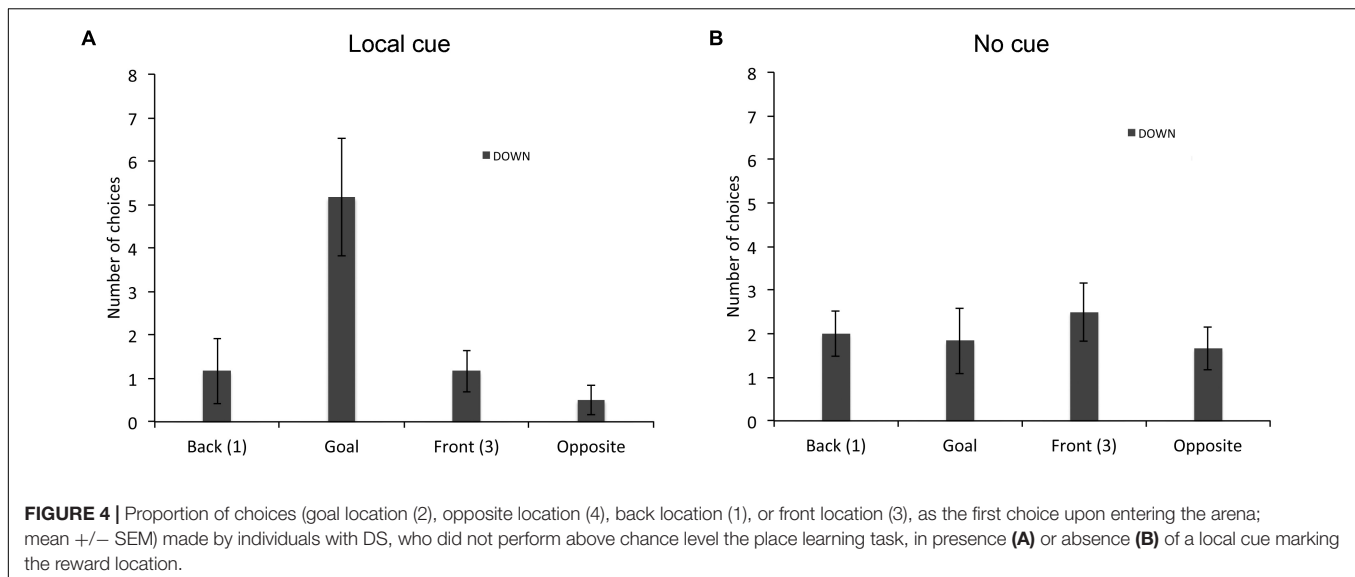 A
Local cue
8
7
6
5
4
3
2
1
0
Number of choices
DOWN
Back (1) Goal Front (3) Opposite
B
No cue
8
7
6
5
4
3
2
1
0
Number of choices
DOWN
Back (1) Goal Front (3) Opposite
FIGURE 4 | Proportion of choices (goal location (2), opposite location (4), back location (1), or front location (3), as the first choice upon entering the arena;
mean +/− SEM) made by individuals with DS, who did not perform above chance level the place learning task, in presence (A) or absence (B) of a local cue marking
the reward location.